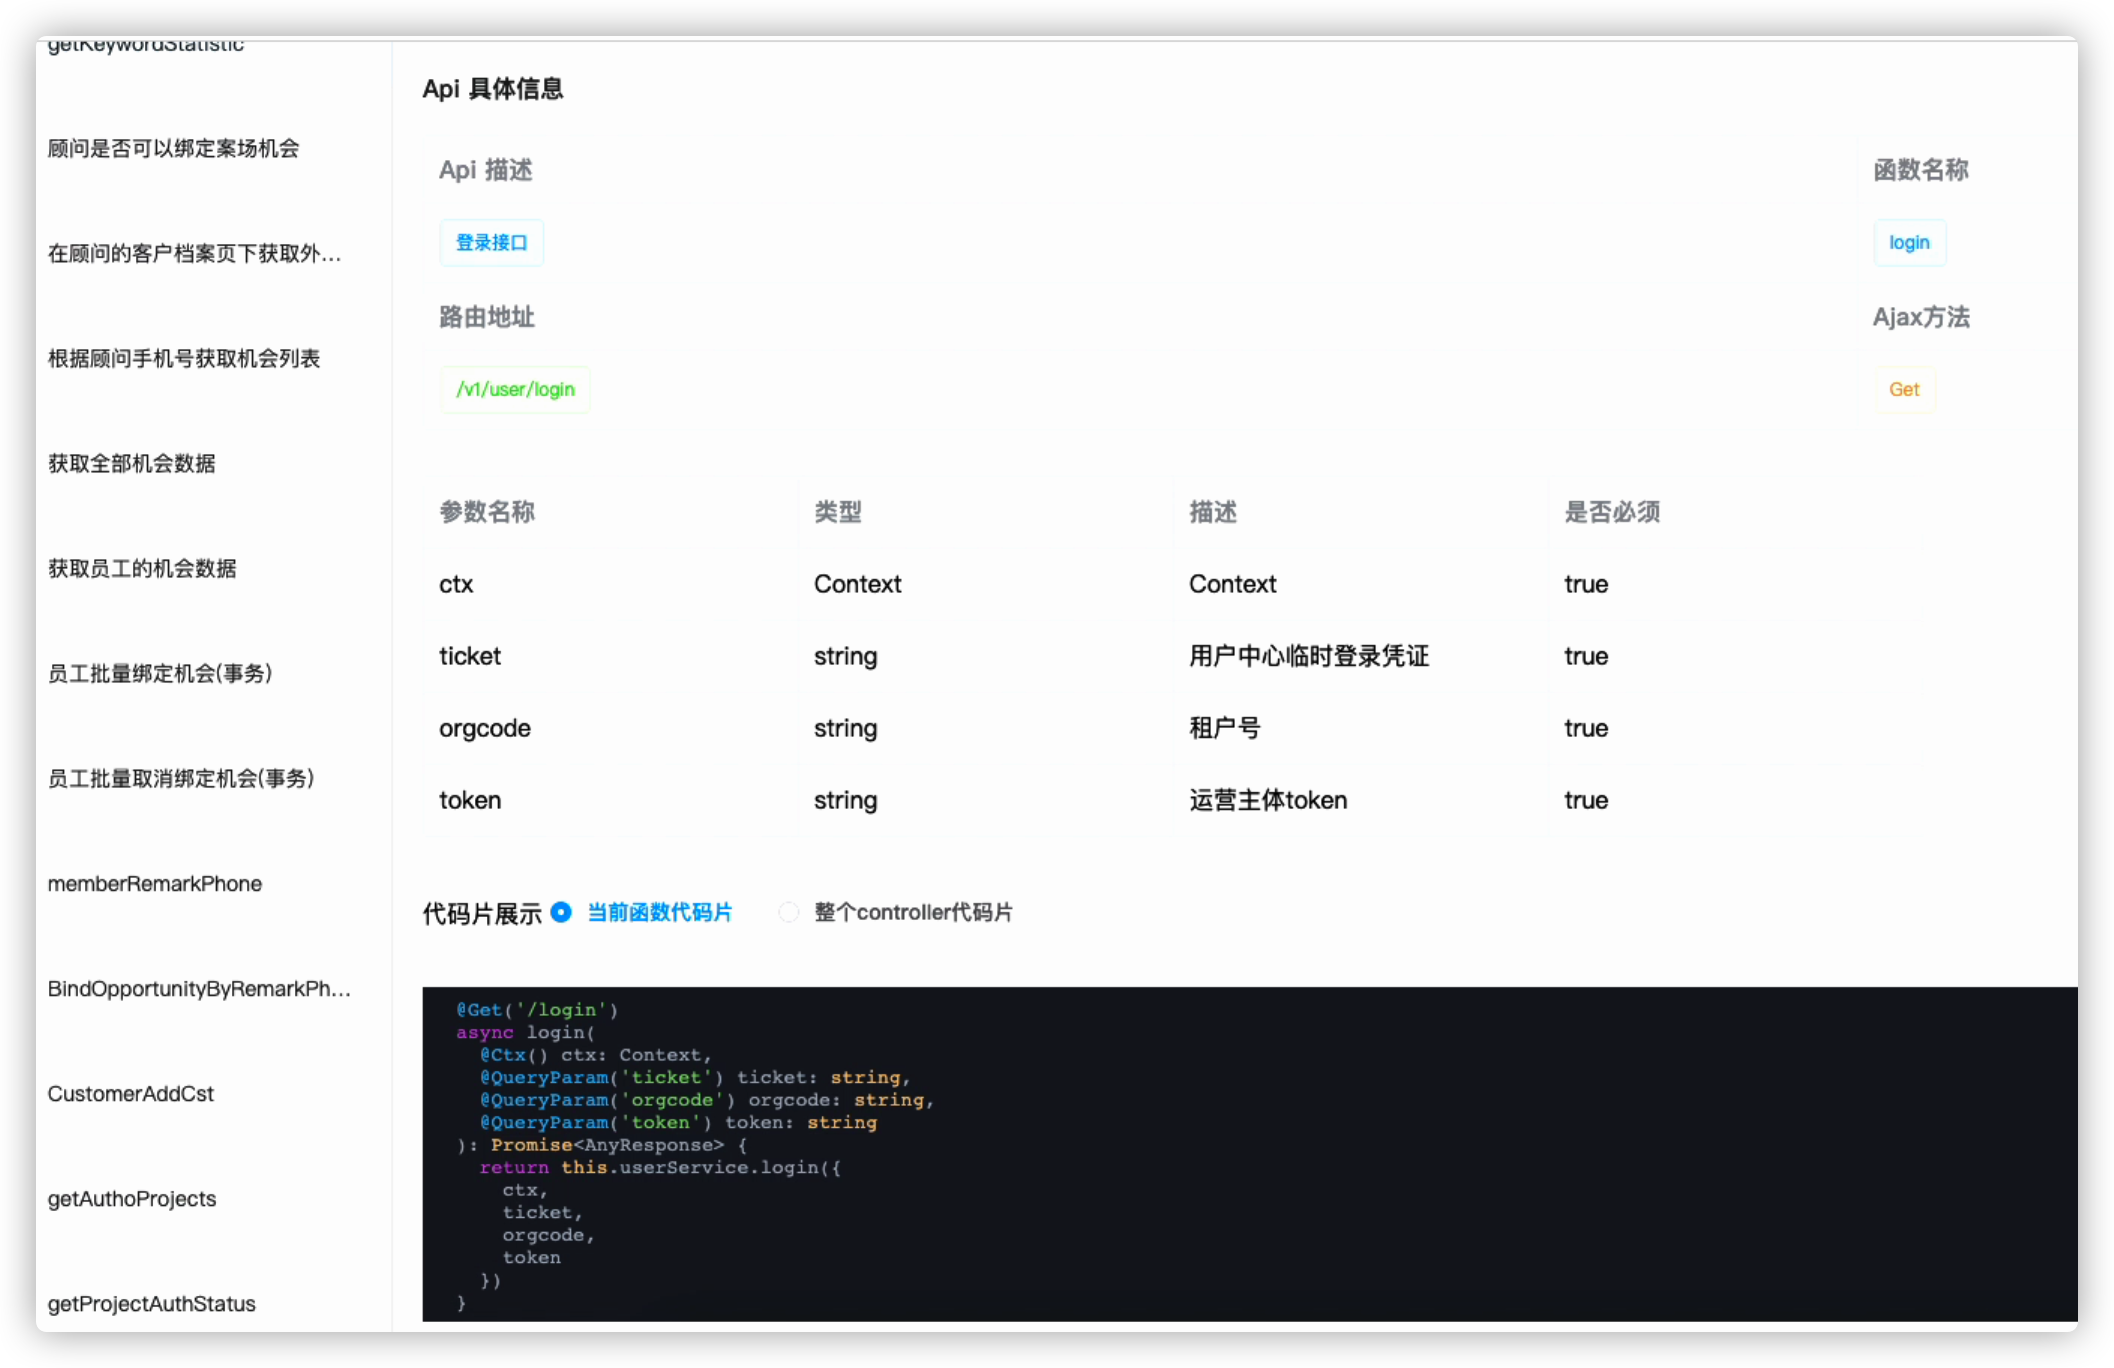 getKeywordStatistic
顾问是否可以绑定案场机会
在顾问的客户档案页下获取外...
根据顾问手机号获取机会列表
获取全部机会数据
获取员工的机会数据
员工批量绑定机会(事务)
员工批量取消绑定机会(事务)
memberRemarkPhone
BindOpportunityByRemarkPh...
CustomerAddCst
getAuthoProjects
getProjectAuthStatus
Api 具体信息
Api 描述 函数名称
登录接口 login
路由地址 Ajax方法
/v1/user/login Get
参数名称 类型 描述 是否必须
ctx Context Context true
ticket string 用户中心临时登录凭证 true
orgcode string 租户号 true
token string 运营主体token true
代码片展示 当前函数代码片 整个controller代码片
@Get('/login')
async login(
@Ctx() ctx: Context,
@QueryParam('ticket') ticket: string,
@QueryParam('orgcode') orgcode: string,
@QueryParam('token') token: string
): Promise<AnyResponse> {
return this.userService.login({
ctx,
ticket,
orgcode,
token
})
}